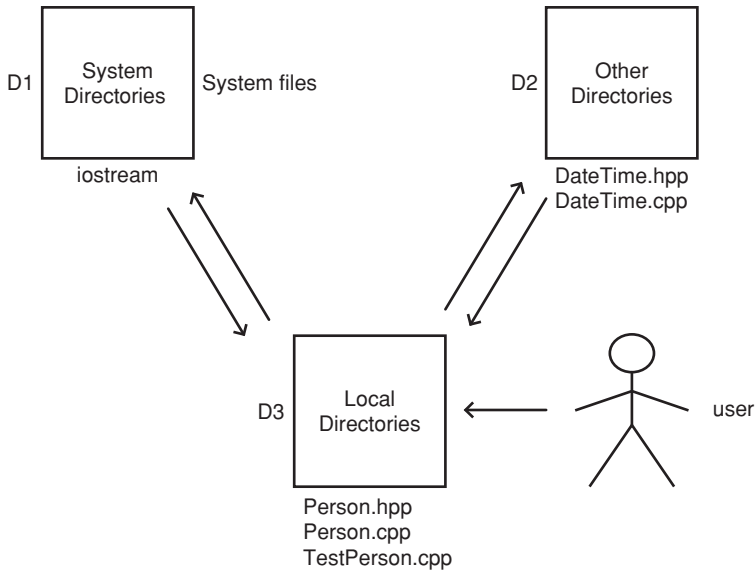 D1
System
Directories
System files
iostream
D2
Other
Directories
DateTime.hpp
DateTime.cpp
D3
Local
Directories
Person.hpp
Person.cpp
TestPerson.cpp
user